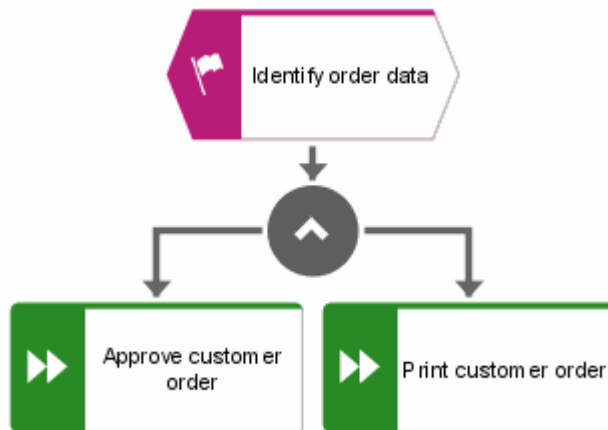 Identify order data
Approve customer
order
Print customer order